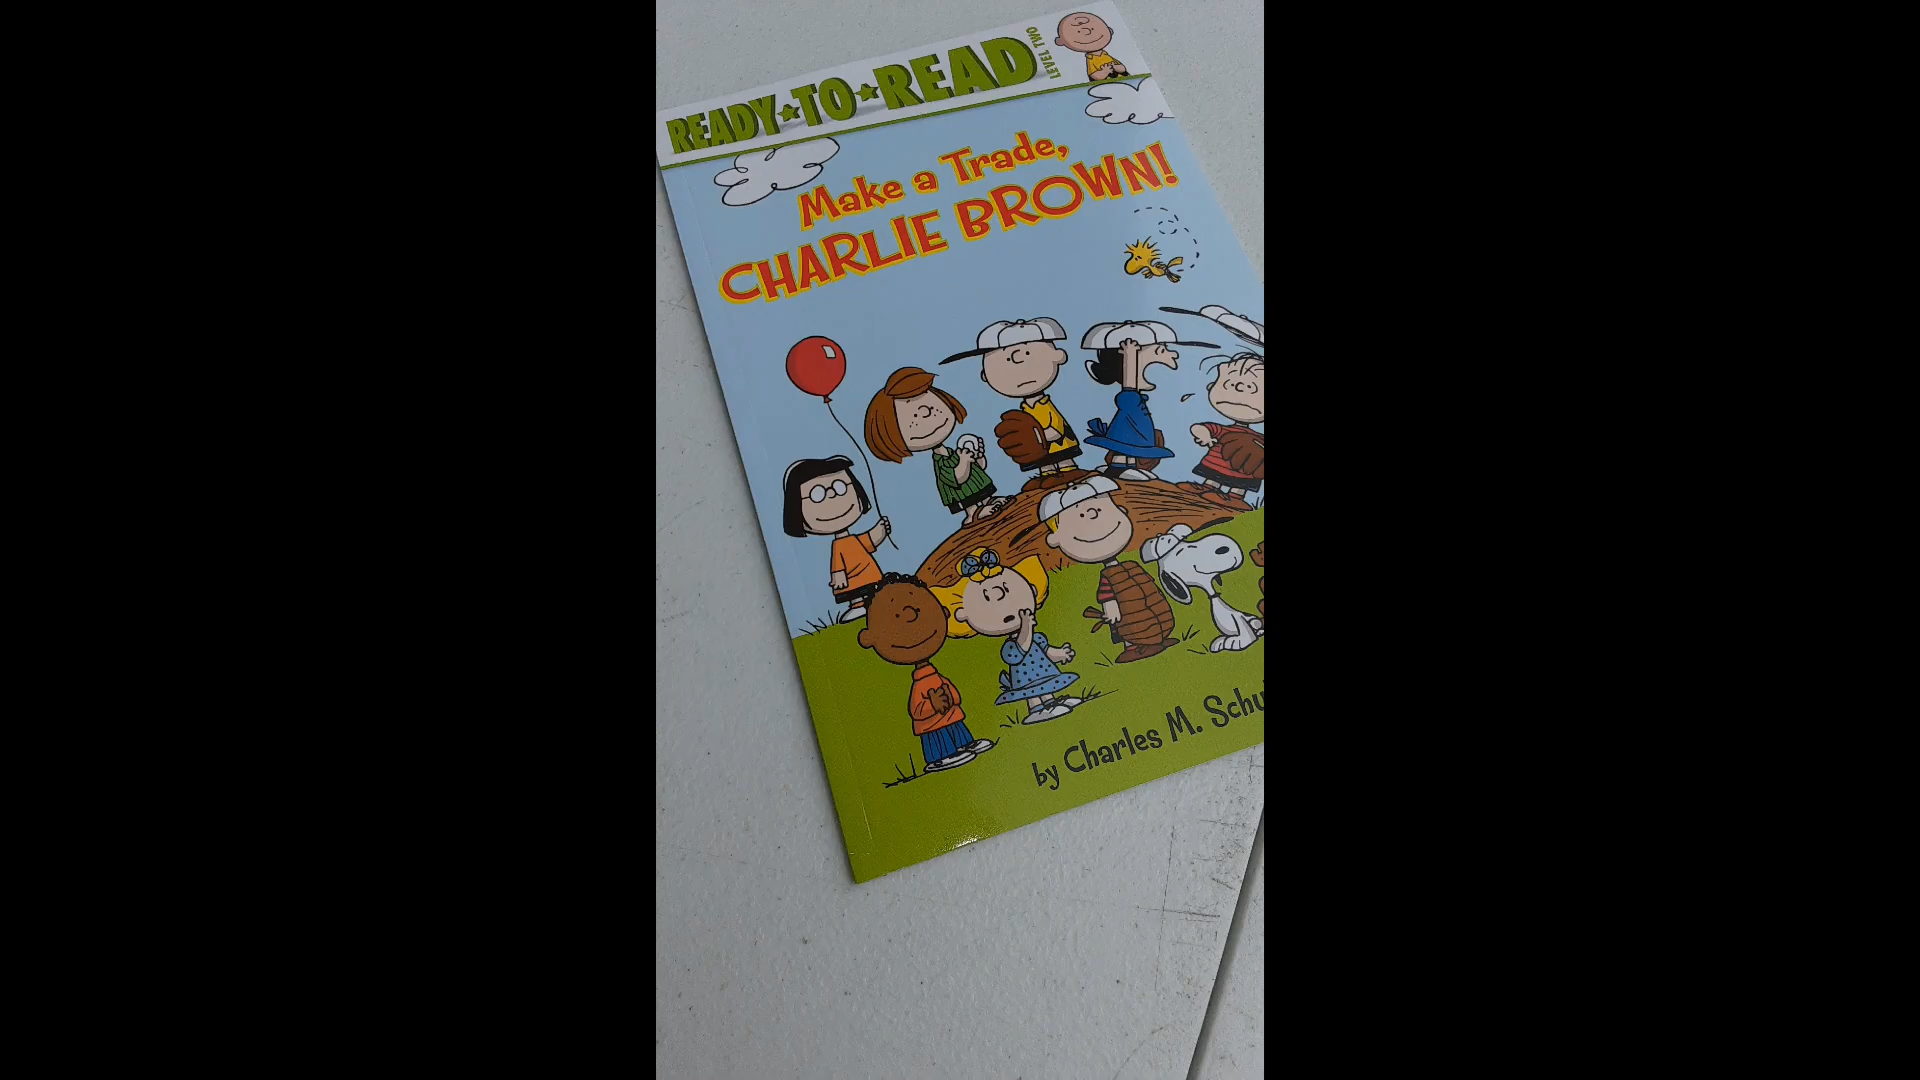 READY★TO★READ
LEVEL TWO
Make a Trade,
CHARLIE BROWN!
by Charles M. Schu